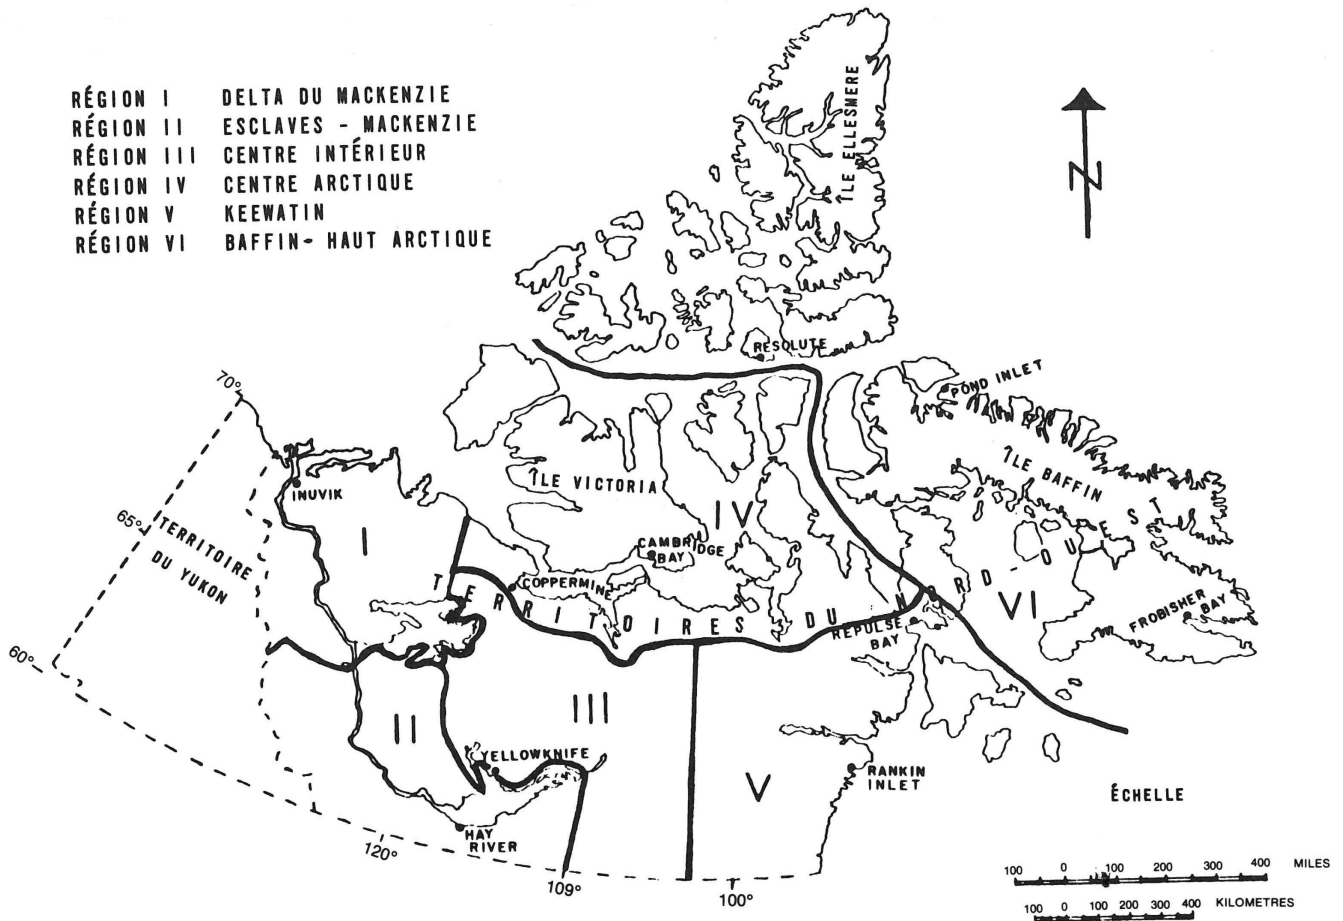 RÉGION I DELTA DU MACKENZIE
RÉGION II ESCLAVES - MACKENZIE
RÉGION III CENTRE INTÉRIEUR
RÉGION IV CENTRE ARCTIQUE
RÉGION V KEEWATIN
RÉGION VI BAFFIN- HAUT ARCTIQUE
N
ÎLE ELLESMERE
RESOLUTE
POND INLET
70°
ÎLE BAFFIN
ÎLE VICTORIA
INUVIK
IV
65°
TERRITOIRE
DU YUKON
I
CAMBRIDGE
BAY
COPPERMINE
TERRITOIRES DU NORD-OUEST
VI
FROBISHER
BAY
REPULSE
BAY
60°
II
III
YELLOWKNIFE
V
RANKIN
INLET
HAY
RIVER
120°
109°
100°
ÉCHELLE
100 0 100 200 300 400 MILES
100 0 100 200 300 400 KILOMETRES